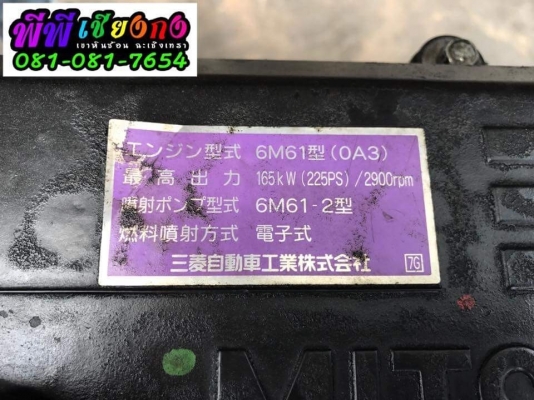 พีพีเชียงกง
เขาหินซ้อน ฉะเชิงเทรา
081-081-7654
エンジン型式 6M61型(0A3)
最高出力 165kW(225PS)/2900rpm
噴射ポンプ型式 6M61-2型
燃料噴射方式 電子式
三菱自動車工業株式会社 7G